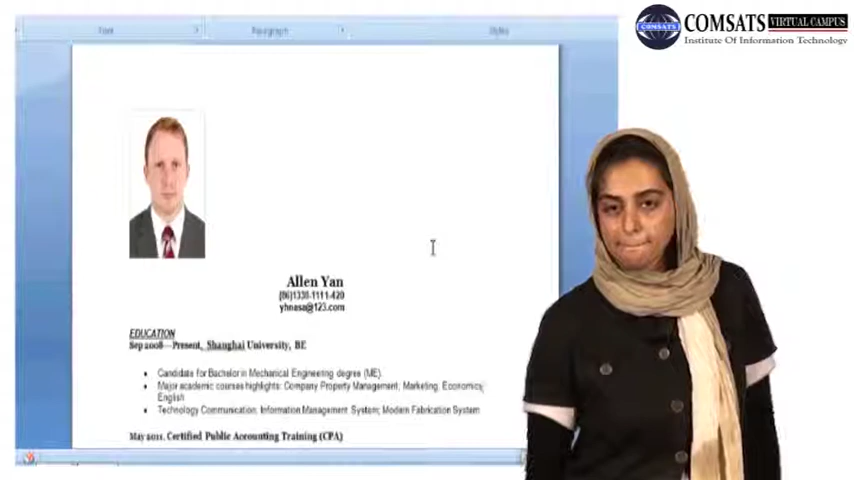 COMSATS VIRTUAL CAMPUS
Institute Of Information Technology
COMSATS
Font
Paragraph
Styles
Allen Yan
(86)1338-1111-420
yhnasa@123.com
EDUCATION
Sep 2008—Present, Shanghai University, BE
• Candidate for Bachelor in Mechanical Engineering degree (ME).
• Major academic courses highlights: Company Property Management; Marketing, Economics;
English
• Technology Communication, Information Management System; Modern Fabrication System
May 2011, Certified Public Accounting Training (CPA)